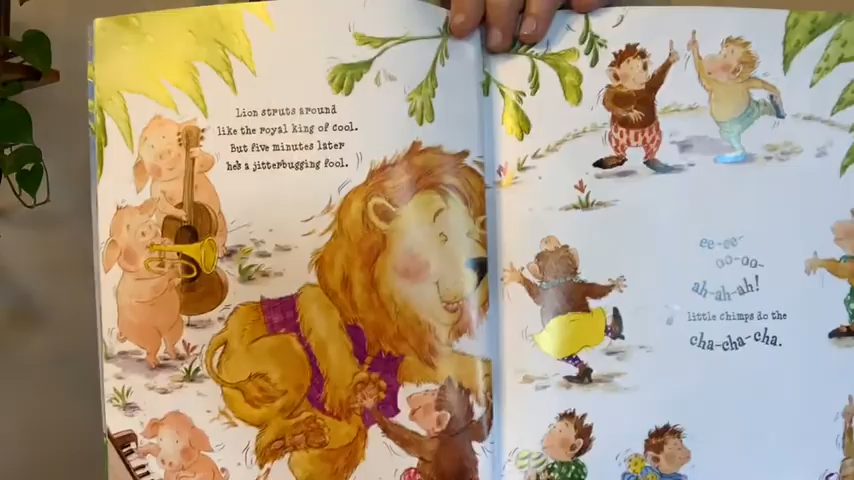 Lion struts around
like the royal king of cool.
But five minutes later
he's a jitterbugging fool.
ee-ee-
oo-oo-
ah-ah-ah!
little chimps do the
cha-cha-cha.